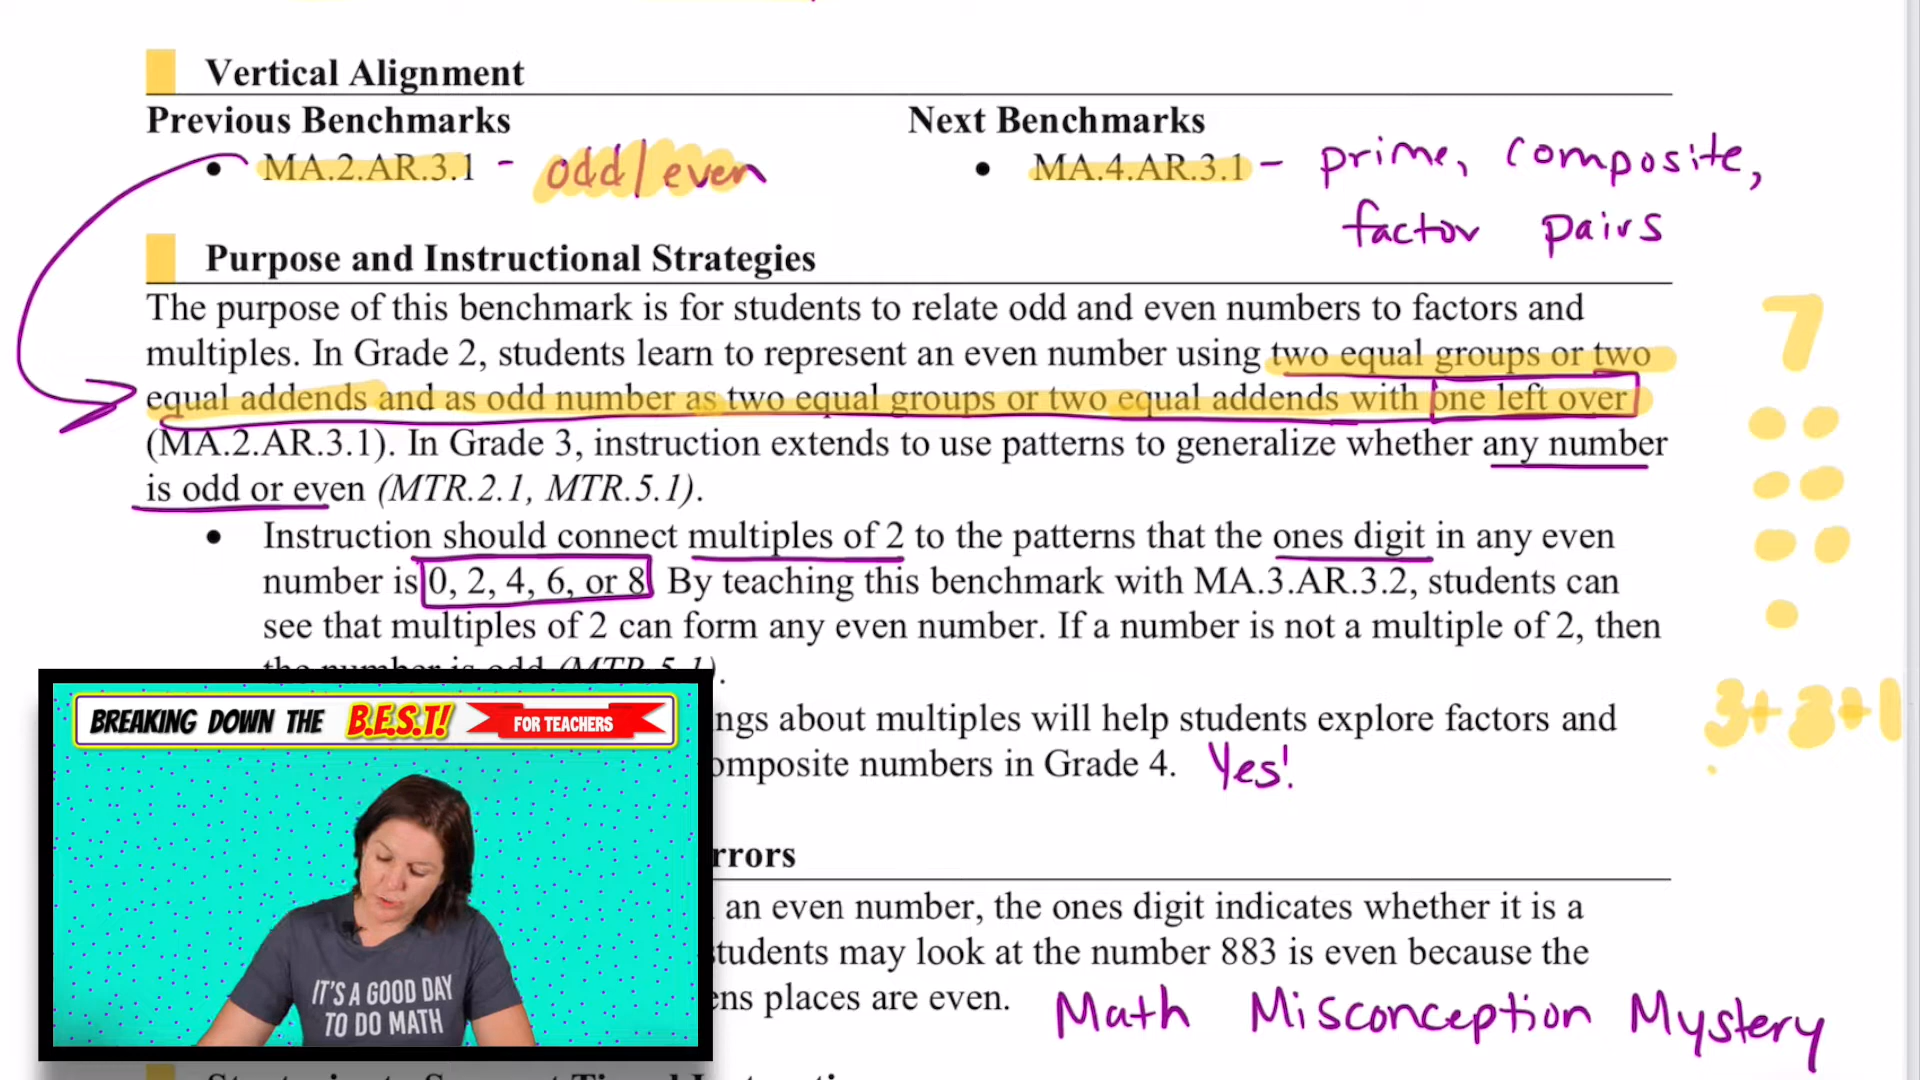 Vertical Alignment
Previous Benchmarks Next Benchmarks
• MA.2.AR.3.1 - odd/even • MA.4.AR.3.1 - prime, composite,
factor pairs
Purpose and Instructional Strategies
The purpose of this benchmark is for students to relate odd and even numbers to factors and
multiples. In Grade 2, students learn to represent an even number using two equal groups or two
equal addends and as odd number as two equal groups or two equal addends with one left over
(MA.2.AR.3.1). In Grade 3, instruction extends to use patterns to generalize whether any number
is odd or even (MTR.2.1, MTR.5.1).
7
• Instruction should connect multiples of 2 to the patterns that the ones digit in any even
number is 0, 2, 4, 6, or 8. By teaching this benchmark with MA.3.AR.3.2, students can
see that multiples of 2 can form any even number. If a number is not a multiple of 2, then
the number is odd (MTR.5.1).
ngs about multiples will help students explore factors and
omposite numbers in Grade 4. Yes!
3+3+1
rrors
an even number, the ones digit indicates whether it is a
students may look at the number 883 is even because the
ens places are even. Math Misconception Mystery
BREAKING DOWN THE B.E.S.T! FOR TEACHERS
IT'S A GOOD DAY
TO DO MATH